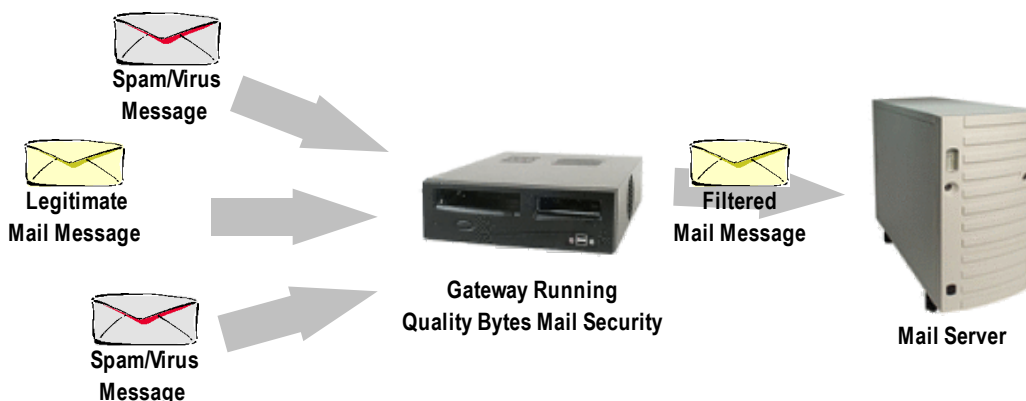 Spam/Virus
Message
Legitimate
Mail Message
Spam/Virus
Message
Gateway Running
Quality Bytes Mail Security
Filtered
Mail Message
Mail Server